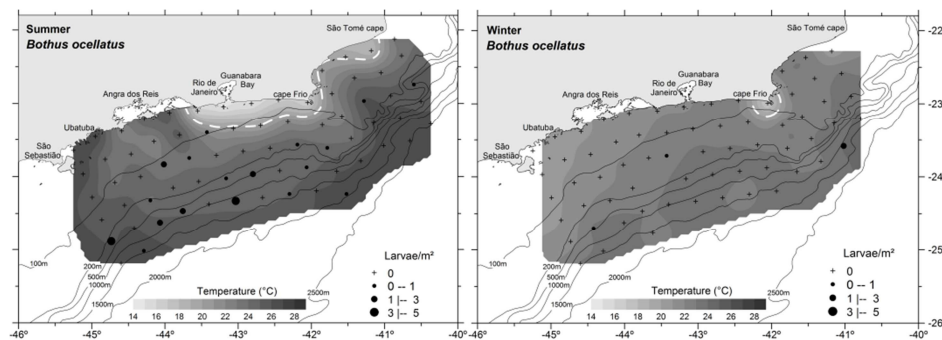 Summer
Bothus ocellatus
São Tomé cape
Guanabara
Bay
Rio de
Janeiro
cape Frio
Angra dos Reis
Ubatuba
São
Sebastião
100m
200m
500m
1000m
1500m
2000m
2500m
Larvae/m²
0
0 -- 1
1 |-- 3
3 |-- 5
Temperature (°C)
14 16 18 20 22 24 26 28
-46° -45° -44° -43° -42° -41° -40°
Winter
Bothus ocellatus
São Tomé cape
Guanabara
Bay
Rio de
Janeiro
cape Frio
Angra dos Reis
Ubatuba
São
Sebastião
100m
200m
500m
1000m
1500m
2000m
2500m
Larvae/m²
0
0 -- 1
1 |-- 3
3 |-- 5
Temperature (°C)
14 16 18 20 22 24 26 28
-46° -45° -44° -43° -42° -41° -40°
-22
-23
-24
-25
-26